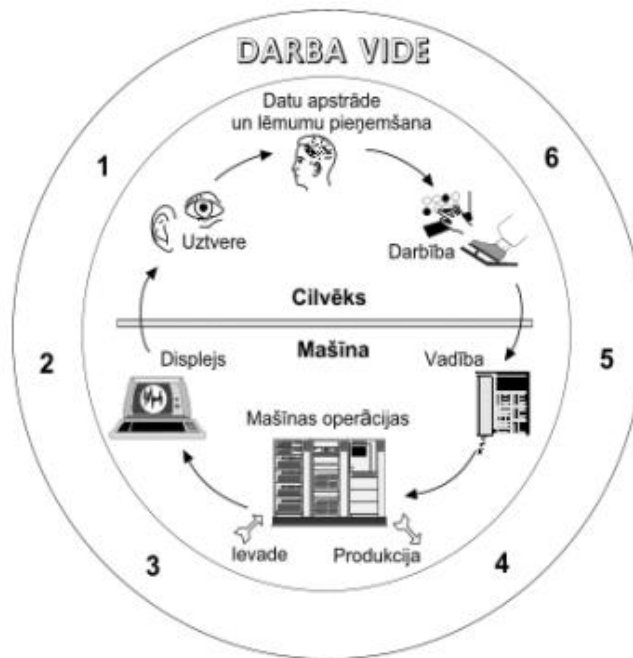 DARBA VIDE
Datu apstrāde
un lēmumu pieņemšana
1
6
Uztvere
Darbība
Cilvēks
Mašīna
2
Displejs
Vadība
5
Mašīnas operācijas
Ievade
Produkcija
3
4